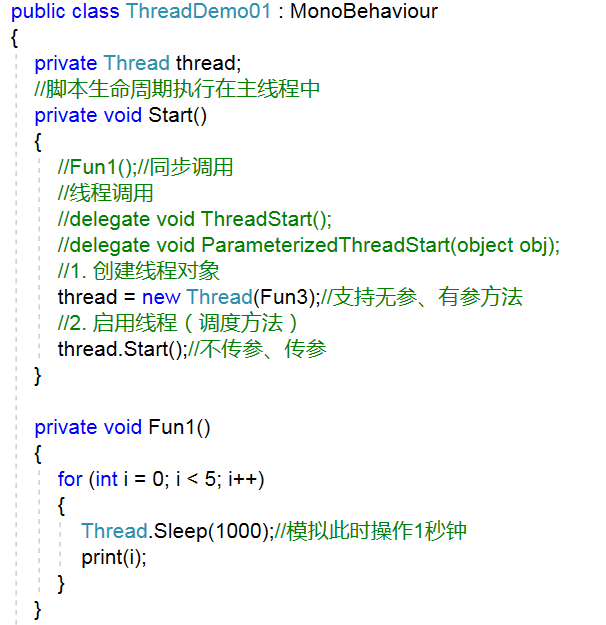 public class ThreadDemo01 : MonoBehaviour
{
    private Thread thread;
    //脚本生命周期执行在主线程中
    private void Start()
    {
        //Fun1();//同步调用
        //线程调用
        //delegate void ThreadStart();
        //delegate void ParameterizedThreadStart(object obj);
        //1. 创建线程对象
        thread = new Thread(Fun3);//支持无参、有参方法
        //2. 启用线程（调度方法）
        thread.Start();//不传参、传参
    }
    private void Fun1()
    {
        for (int i = 0; i < 5; i++)
        {
            Thread.Sleep(1000);//模拟此时操作1秒钟
            print(i);
        }
    }